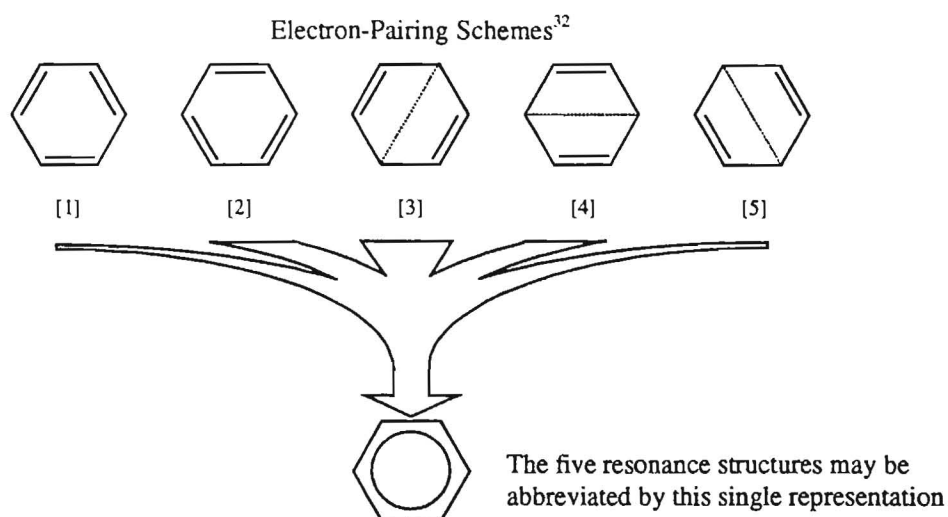 Electron-Pairing Schemes32
[1] [2] [3] [4] [5]
The five resonance structures may be
abbreviated by this single representation